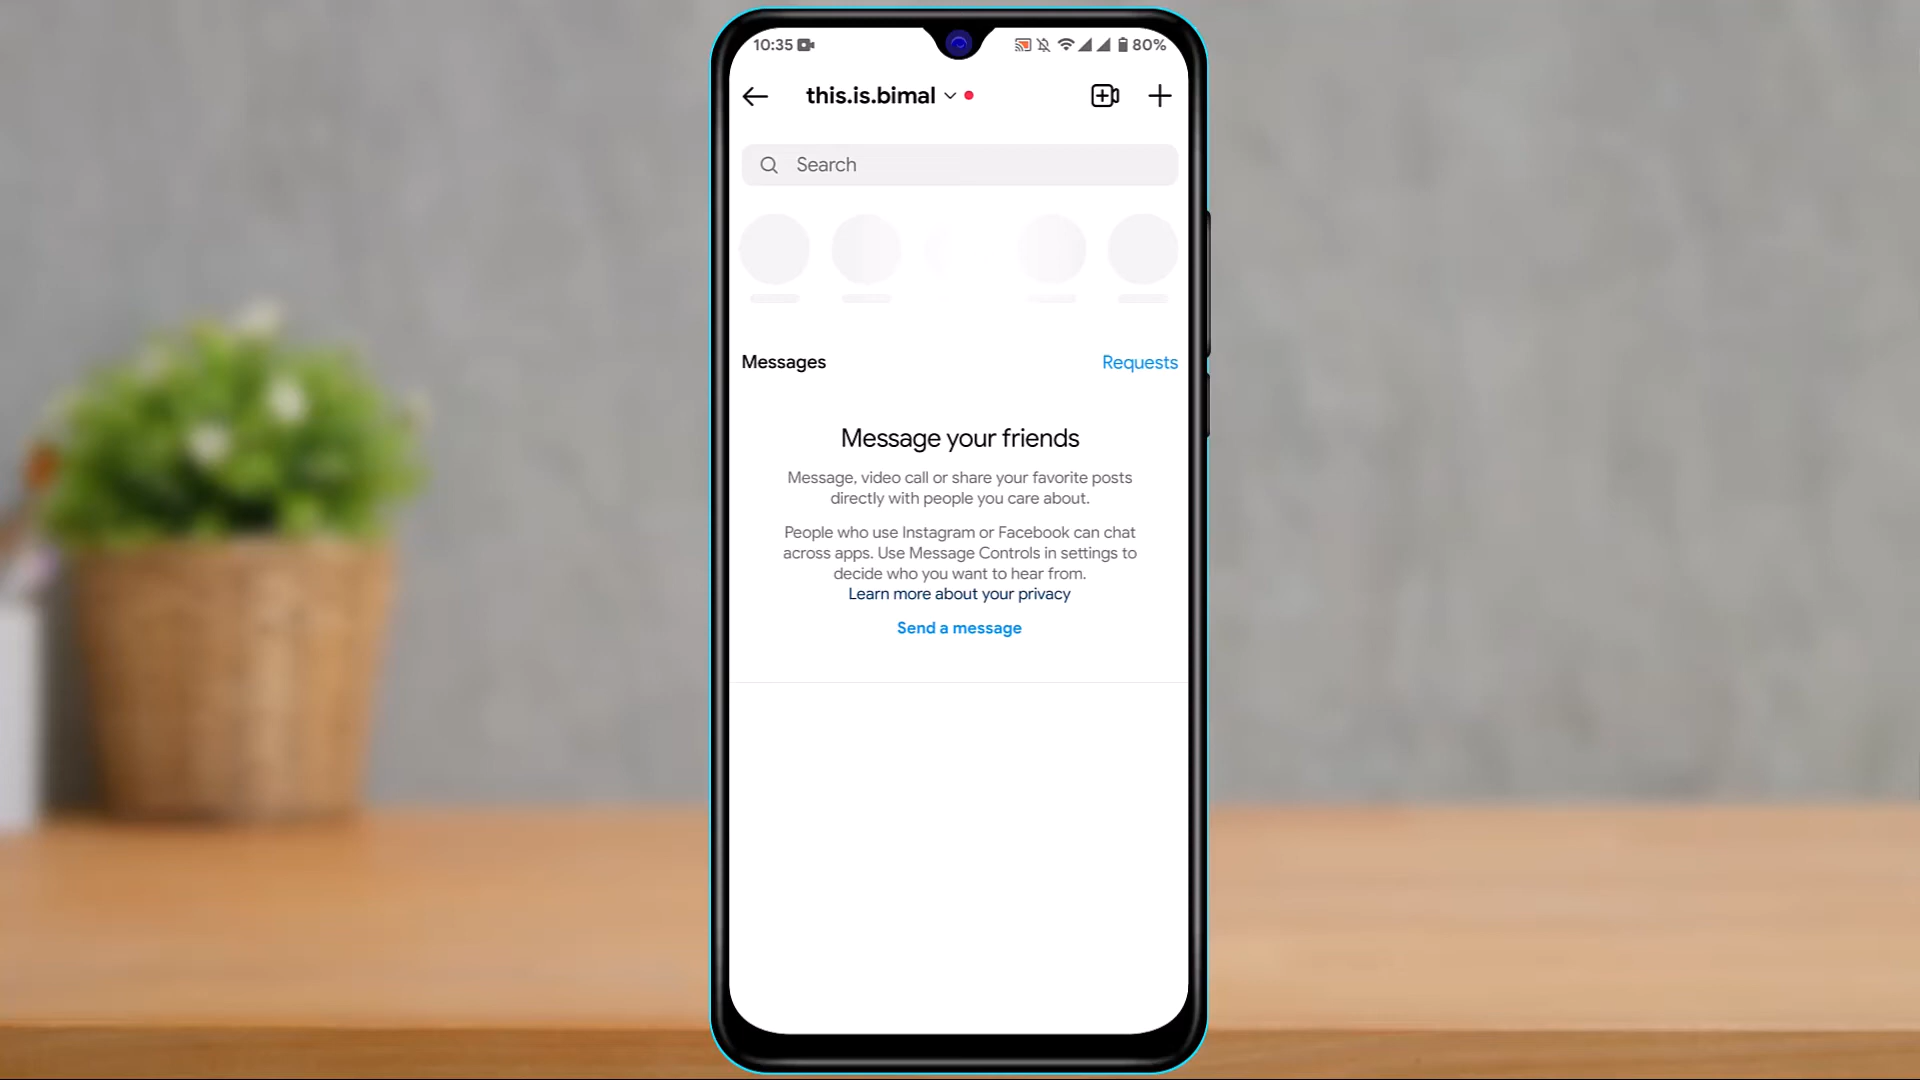 10:35
80%
this.is.bimal
Search
Messages
Requests
Message your friends
Message, video call or share your favorite posts
directly with people you care about.
People who use Instagram or Facebook can chat
across apps. Use Message Controls in settings to
decide who you want to hear from.
Learn more about your privacy
Send a message